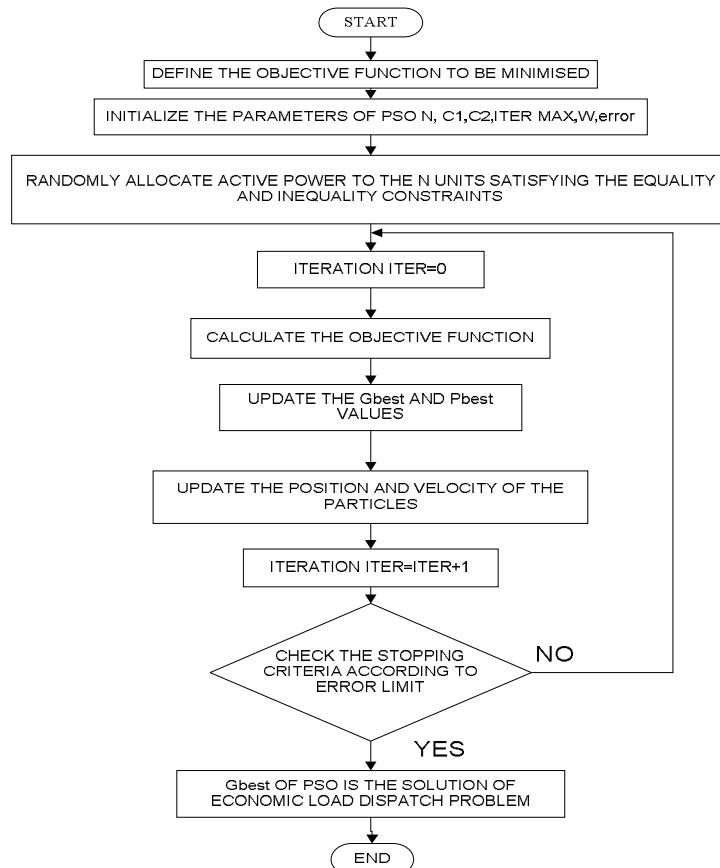 START
DEFINE THE OBJECTIVE FUNCTION TO BE MINIMISED
INITIALIZE THE PARAMETERS OF PSO N, C1,C2,ITER MAX,W,error
RANDOMLY ALLOCATE ACTIVE POWER TO THE N UNITS SATISFYING THE EQUALITY
AND INEQUALITY CONSTRAINTS
ITERATION ITER=0
CALCULATE THE OBJECTIVE FUNCTION
UPDATE THE Gbest AND Pbest
VALUES
UPDATE THE POSITION AND VELOCITY OF THE
PARTICLES
ITERATION ITER=ITER+1
CHECK THE STOPPING
CRITERIA ACCORDING TO
ERROR LIMIT
NO
YES
Gbest OF PSO IS THE SOLUTION OF
ECONOMIC LOAD DISPATCH PROBLEM
END